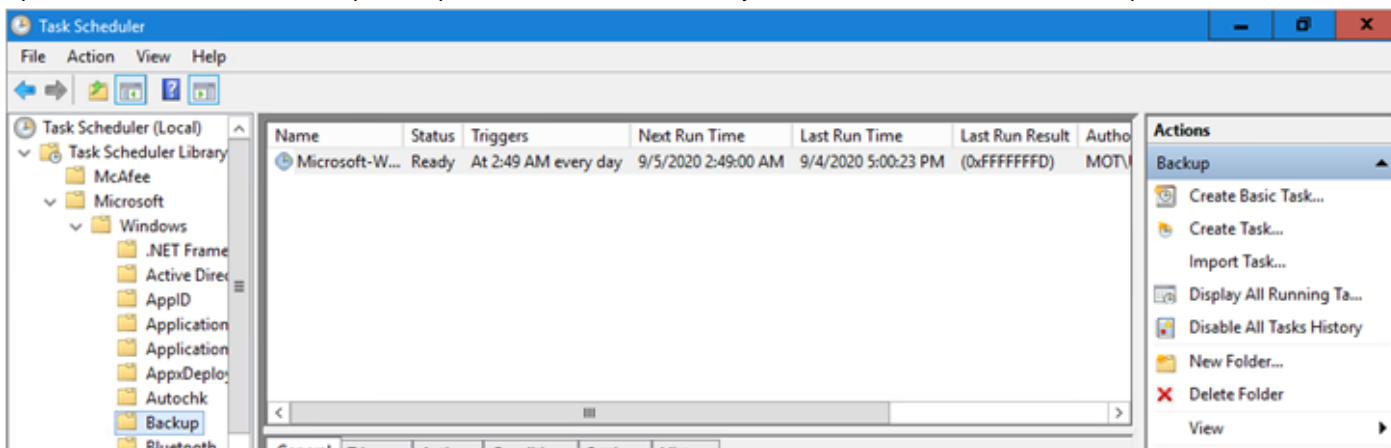 Task Scheduler
File Action View Help
Task Scheduler (Local)
Task Scheduler Library
McAfee
Microsoft
Windows
.NET Frame
Active Direc
AppID
Application
Application
AppxDeploy
Autochk
Backup
Bluetooth
Name Status Triggers Next Run Time Last Run Time Last Run Result Autho
Microsoft-W... Ready At 2:49 AM every day 9/5/2020 2:49:00 AM 9/4/2020 5:00:23 PM (0xFFFFFFFD) MOT\
Actions
Backup
Create Basic Task...
Create Task...
Import Task...
Display All Running Ta...
Disable All Tasks History
New Folder...
Delete Folder
View